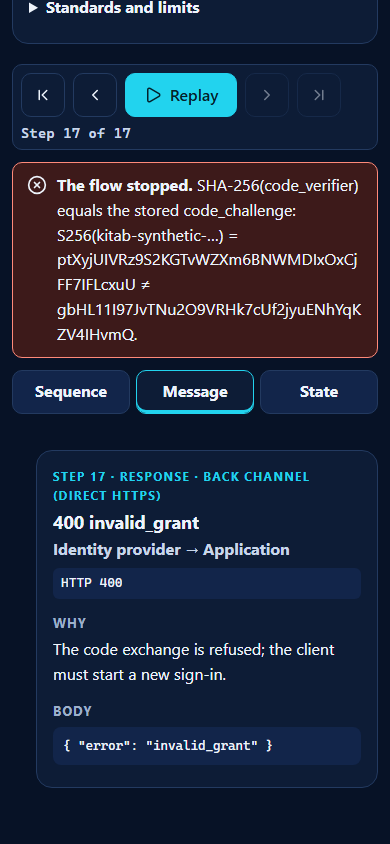 ▶ Standards and limits
Replay
Step 17 of 17
The flow stopped. SHA-256(code_verifier)
equals the stored code_challenge:
S256(kitab-synthetic-…) =
ptXyjUIVRz9S2KGTvWZXm6BNWMDIxOxCj
FF7IFLcxuU ≠
gbHL11I97JvTNu2O9VRHk7cUf2jyuENhYqK
ZV4IHvmQ.
Sequence
Message
State
STEP 17 · RESPONSE · BACK CHANNEL
(DIRECT HTTPS)
400 invalid_grant
Identity provider → Application
HTTP 400
WHY
The code exchange is refused; the client
must start a new sign-in.
BODY
{ "error": "invalid_grant" }